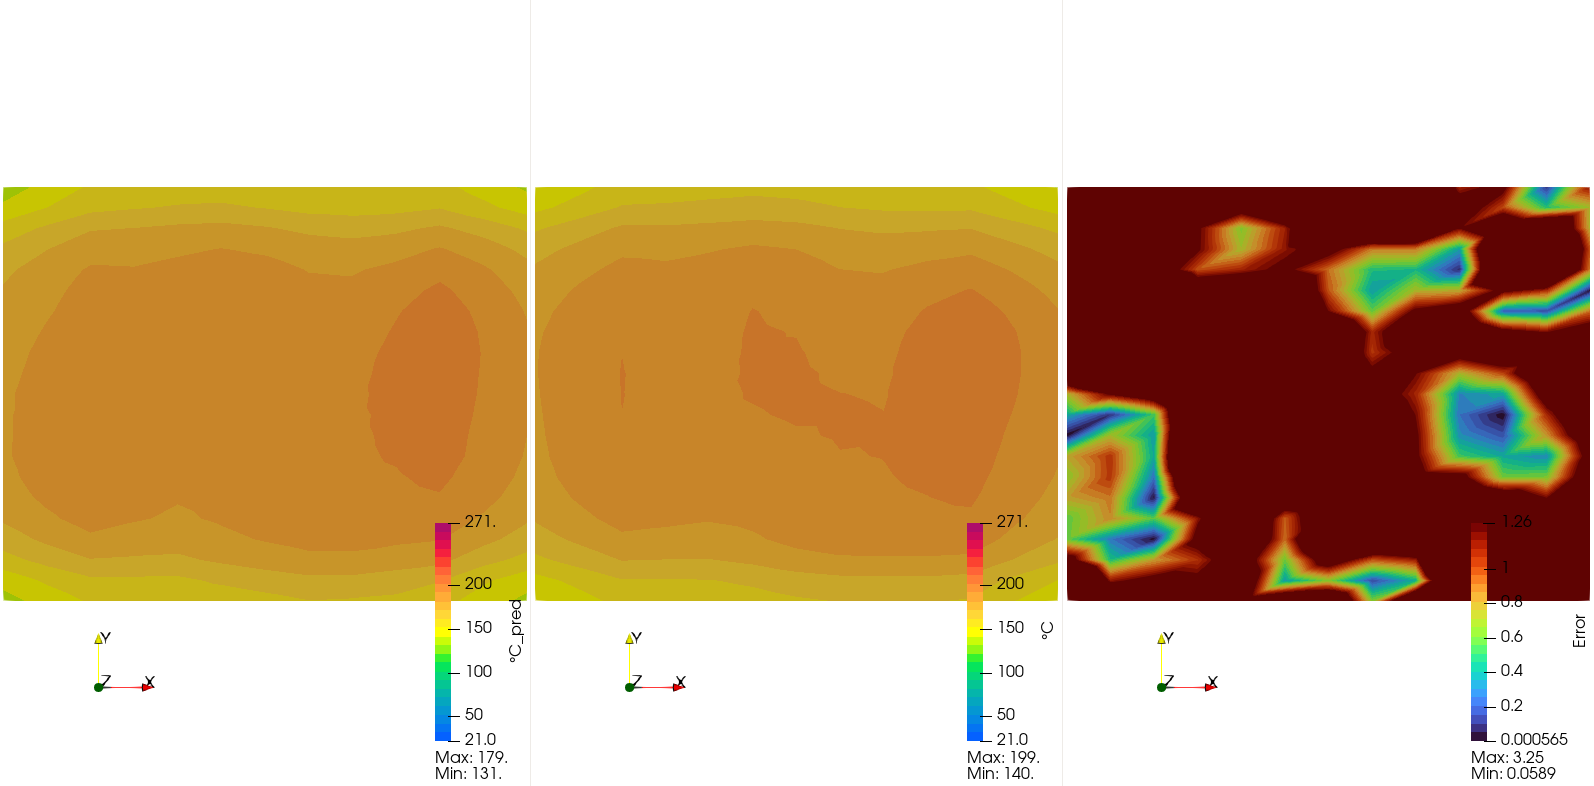 271.
200
150
100
50
21.0
°C_pred
Max: 179.
Min: 131.
Y
Z
X
271.
200
150
100
50
21.0
°C
Max: 199.
Min: 140.
Y
Z
X
1.26
1
0.8
0.6
0.4
0.2
0.000565
Error
Max: 3.25
Min: 0.0589
Y
Z
X